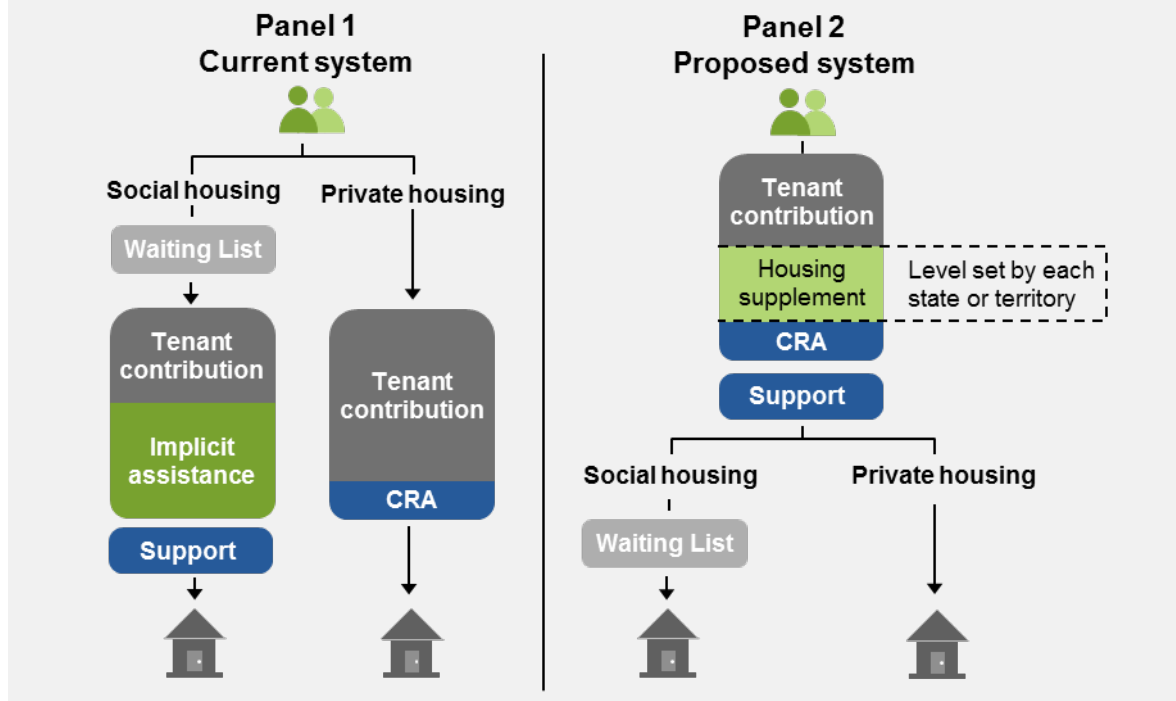 Panel 1
Current system
Social housing
Private housing
Waiting List
Tenant
contribution
Implicit
assistance
Support
Tenant
contribution
CRA
Panel 2
Proposed system
Tenant
contribution
Housing
supplement
Level set by each
state or territory
CRA
Support
Social housing
Private housing
Waiting List